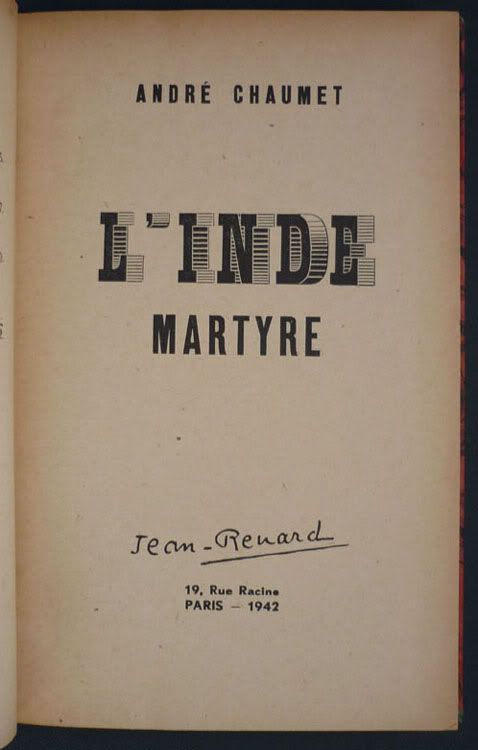 ANDRÉ CHAUMET
L'INDE
MARTYRE
Jean-Renard
19, Rue Racine
PARIS - 1942